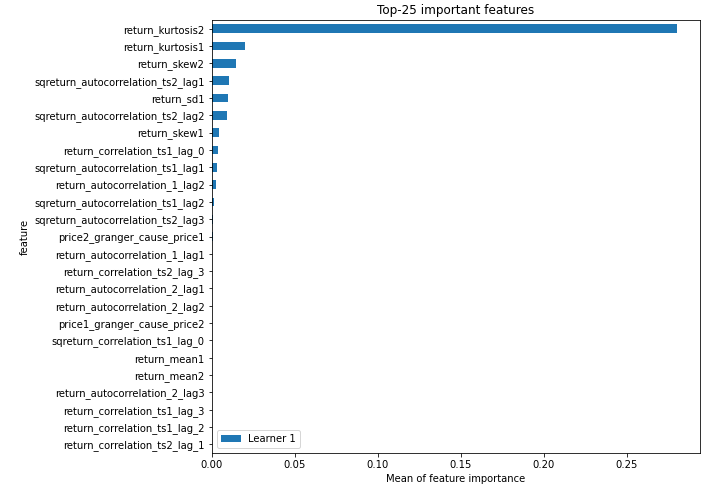 Top-25 important features
return_kurtosis2
return_kurtosis1
return_skew2
sqreturn_autocorrelation_ts2_lag1
return_sd1
sqreturn_autocorrelation_ts2_lag2
return_skew1
return_correlation_ts1_lag_0
sqreturn_autocorrelation_ts1_lag1
return_autocorrelation_1_lag2
sqreturn_autocorrelation_ts1_lag2
sqreturn_autocorrelation_ts2_lag3
price2_granger_cause_price1
return_autocorrelation_1_lag1
return_correlation_ts2_lag_3
return_autocorrelation_2_lag1
return_autocorrelation_2_lag2
price1_granger_cause_price2
sqreturn_correlation_ts1_lag_0
return_mean1
return_mean2
return_autocorrelation_2_lag3
return_correlation_ts1_lag_3
return_correlation_ts1_lag_2
return_correlation_ts2_lag_1
feature
Learner 1
0.00 0.05 0.10 0.15 0.20 0.25
Mean of feature importance